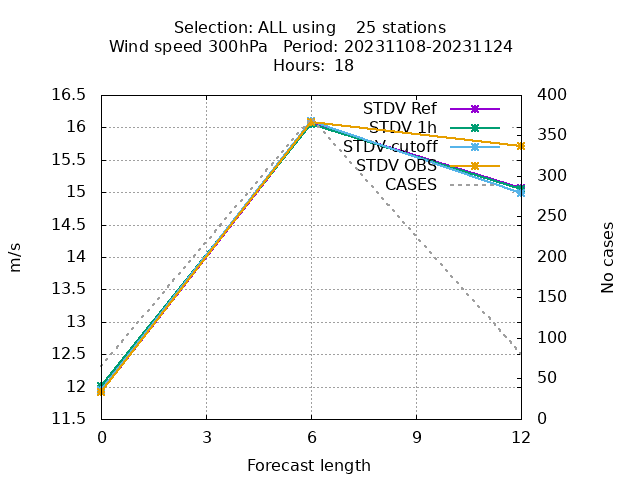 Selection: ALL using    25 stations
Wind speed 300hPa   Period: 20231108-20231124
Hours: 18
STDV Ref
STDV 1h
STDV cutoff
STDV OBS
CASES
16.5
16
15.5
15
14.5
14
13.5
13
12.5
12
11.5
m/s
400
350
300
250
200
150
100
50
0
No cases
0 3 6 9 12
Forecast length